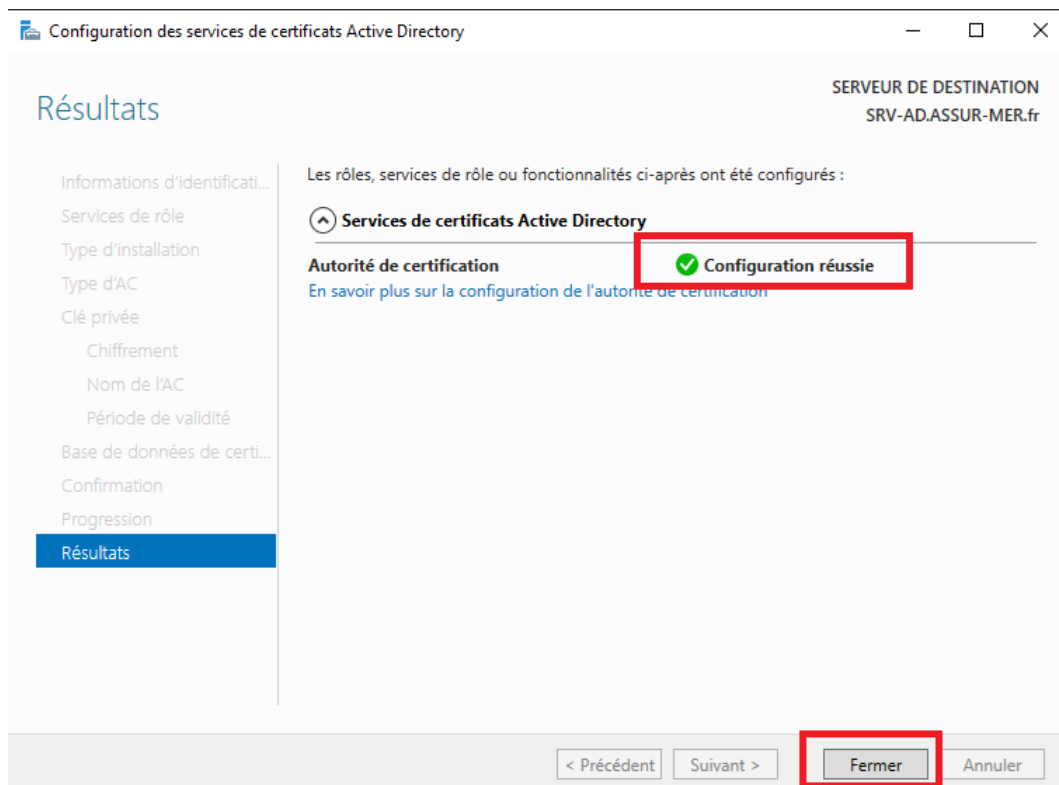 Configuration des services de certificats Active Directory
Résultats
SERVEUR DE DESTINATION
SRV-AD.ASSUR-MER.fr
Informations d'identificati...
Services de rôle
Type d'installation
Type d'AC
Clé privée
Chiffrement
Nom de l'AC
Période de validité
Base de données de certi...
Confirmation
Progression
Résultats
Les rôles, services de rôle ou fonctionnalités ci-après ont été configurés :
Services de certificats Active Directory
Autorité de certification Configuration réussie
En savoir plus sur la configuration de l'autorité de certification
< Précédent Suivant > Fermer Annuler